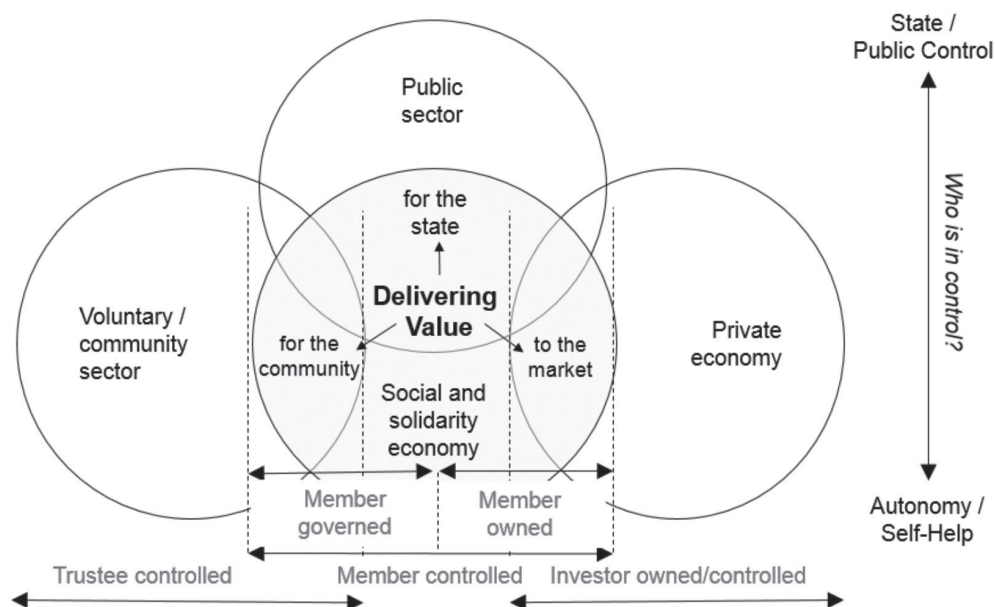 State /
Public Control
Public
sector
for the
state
Delivering
Value
Voluntary /
community
sector
for the
community
to the
market
Private
economy
Who is in control?
Social and
solidarity
economy
Member
governed
Member
owned
Autonomy /
Self-Help
Trustee controlled
Member controlled
Investor owned/controlled